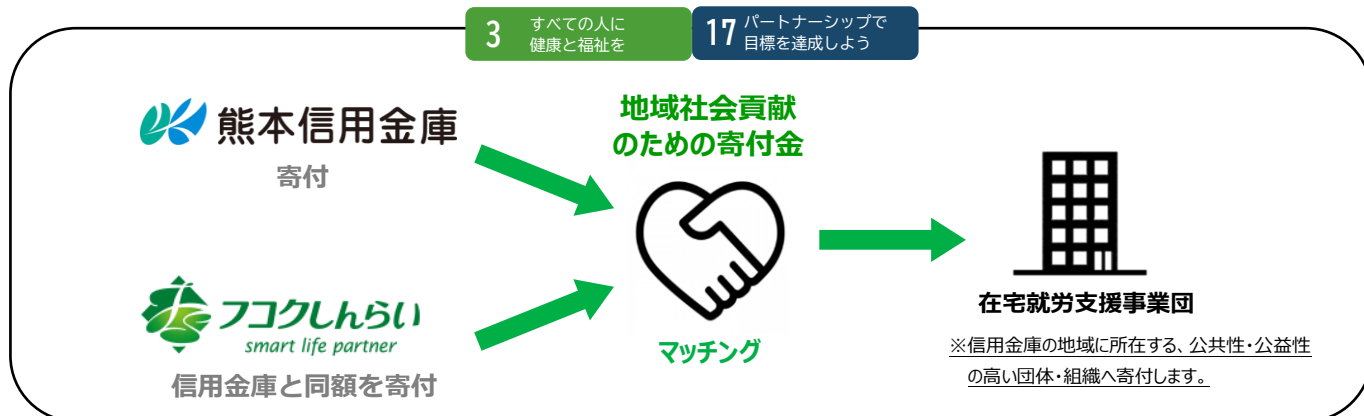 3
すべての人に
健康と福祉を
17
パートナーシップで
目標を達成しよう
熊本信用金庫
寄付
地域社会貢献
のための寄付金
フコクしんらい
smart life partner
信用金庫と同額を寄付
マッチング
在宅就労支援事業団
※信用金庫の地域に所在する、公共性・公益性
の高い団体・組織へ寄付します。